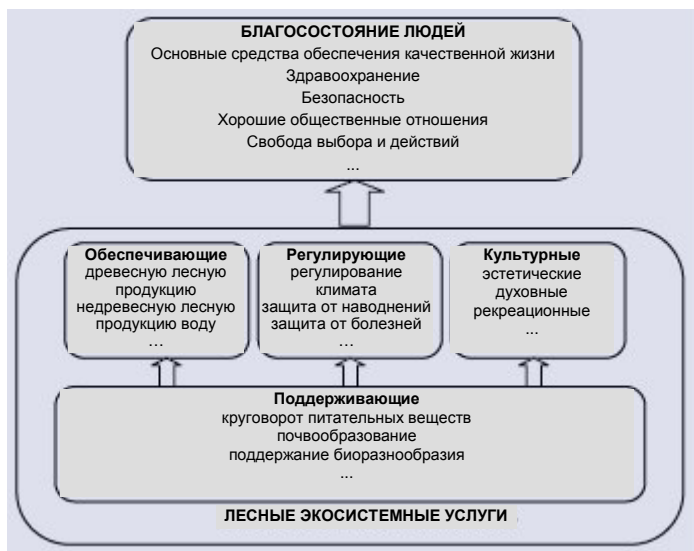 БЛАГОСОСТОЯНИЕ ЛЮДЕЙ
Основные средства обеспечения качественной жизни
Здравоохранение
Безопасность
Хорошие общественные отношения
Свобода выбора и действий
...
Обеспечивающие
древесную лесную
продукцию
недревесную лесную
продукцию воду
...
Регулирующие
регулирование
климата
защита от наводнений
защита от болезней
...
Культурные
эстетические
духовные
рекреационные
...
Поддерживающие
круговорот питательных веществ
почвообразование
поддержание биоразнообразия
...
ЛЕСНЫЕ ЭКОСИСТЕМНЫЕ УСЛУГИ